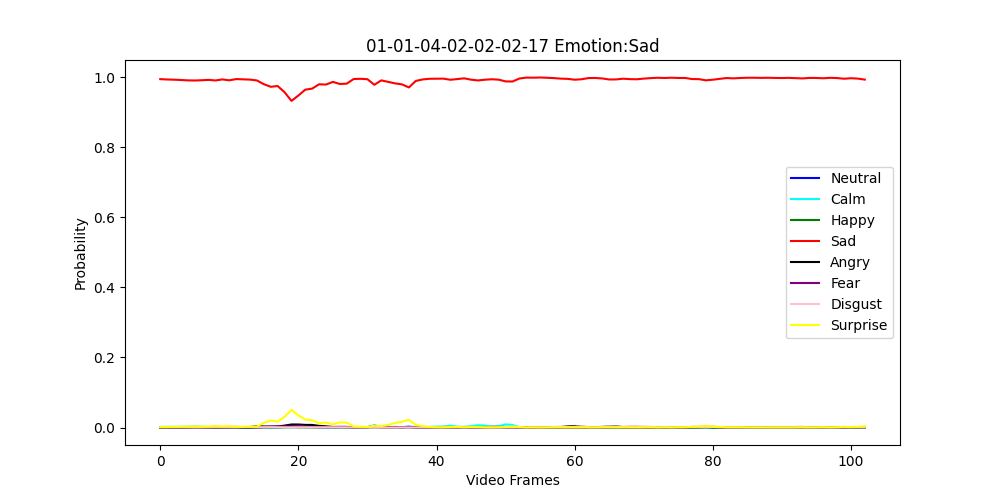 01-01-04-02-02-02-17 Emotion:Sad
Probability
1.0
0.8
0.6
0.4
0.2
0.0
Neutral
Calm
Happy
Sad
Angry
Fear
Disgust
Surprise
0 20 40 60 80 100
Video Frames